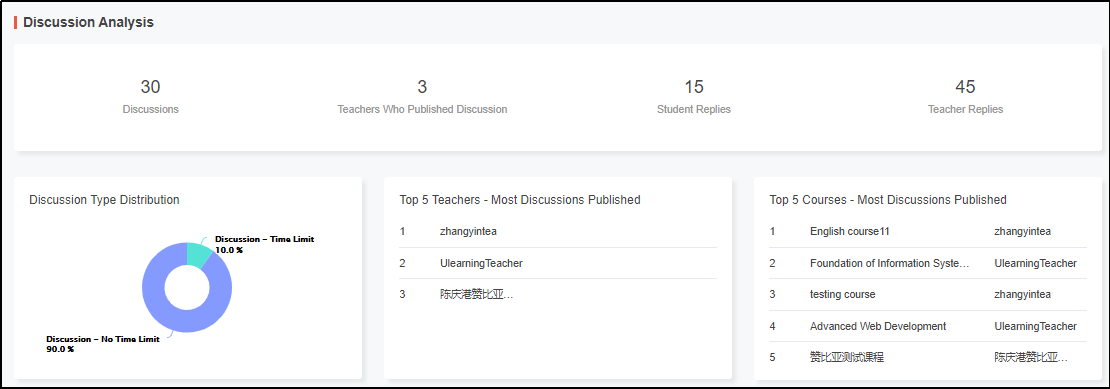 Discussion Analysis
30
Discussions
3
Teachers Who Published Discussion
15
Student Replies
45
Teacher Replies
Discussion Type Distribution
Discussion – Time Limit
10.0 %
Discussion – No Time Limit
90.0 %
Top 5 Teachers - Most Discussions Published
1 zhangyintea
2 UlearningTeacher
3 陈庆港赞比亚...
Top 5 Courses - Most Discussions Published
1 English course11 zhangyintea
2 Foundation of Information Syste... UlearningTeacher
3 testing course zhangyintea
4 Advanced Web Development UlearningTeacher
5 赞比亚测试课程 陈庆港赞比亚...